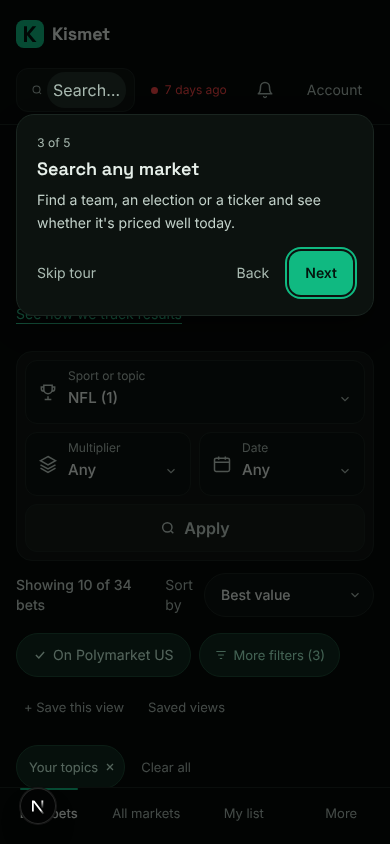 Kismet
Search...
7 days ago
Account
3 of 5
Search any market
Find a team, an election or a ticker and see
whether it's priced well today.
Skip tour
Back
Next
See how we track results
Sport or topic
NFL (1)
Multiplier
Any
Date
Any
Apply
Showing 10 of 34
bets
Sort
by
Best value
On Polymarket US
More filters (3)
+ Save this view
Saved views
Your topics ×
Clear all
bets
All markets
My list
More